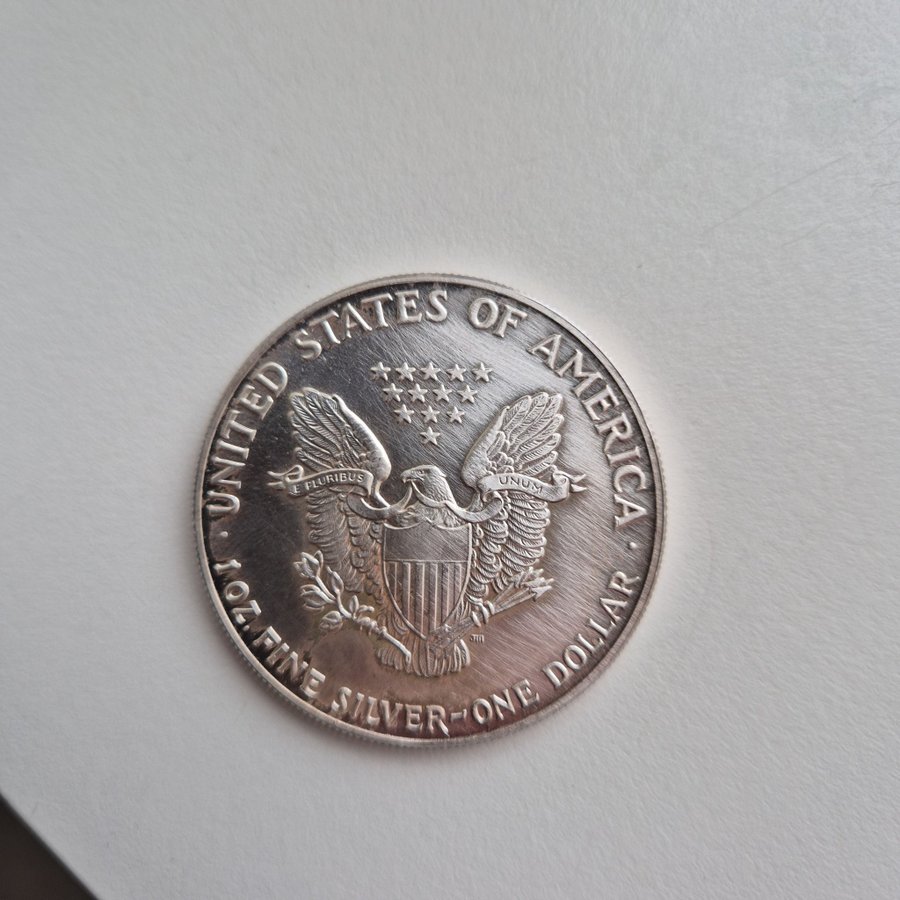 UNITED STATES OF AMERICA
E PLURIBUS UNUM
1 OZ. FINE SILVER~ONE DOLLAR